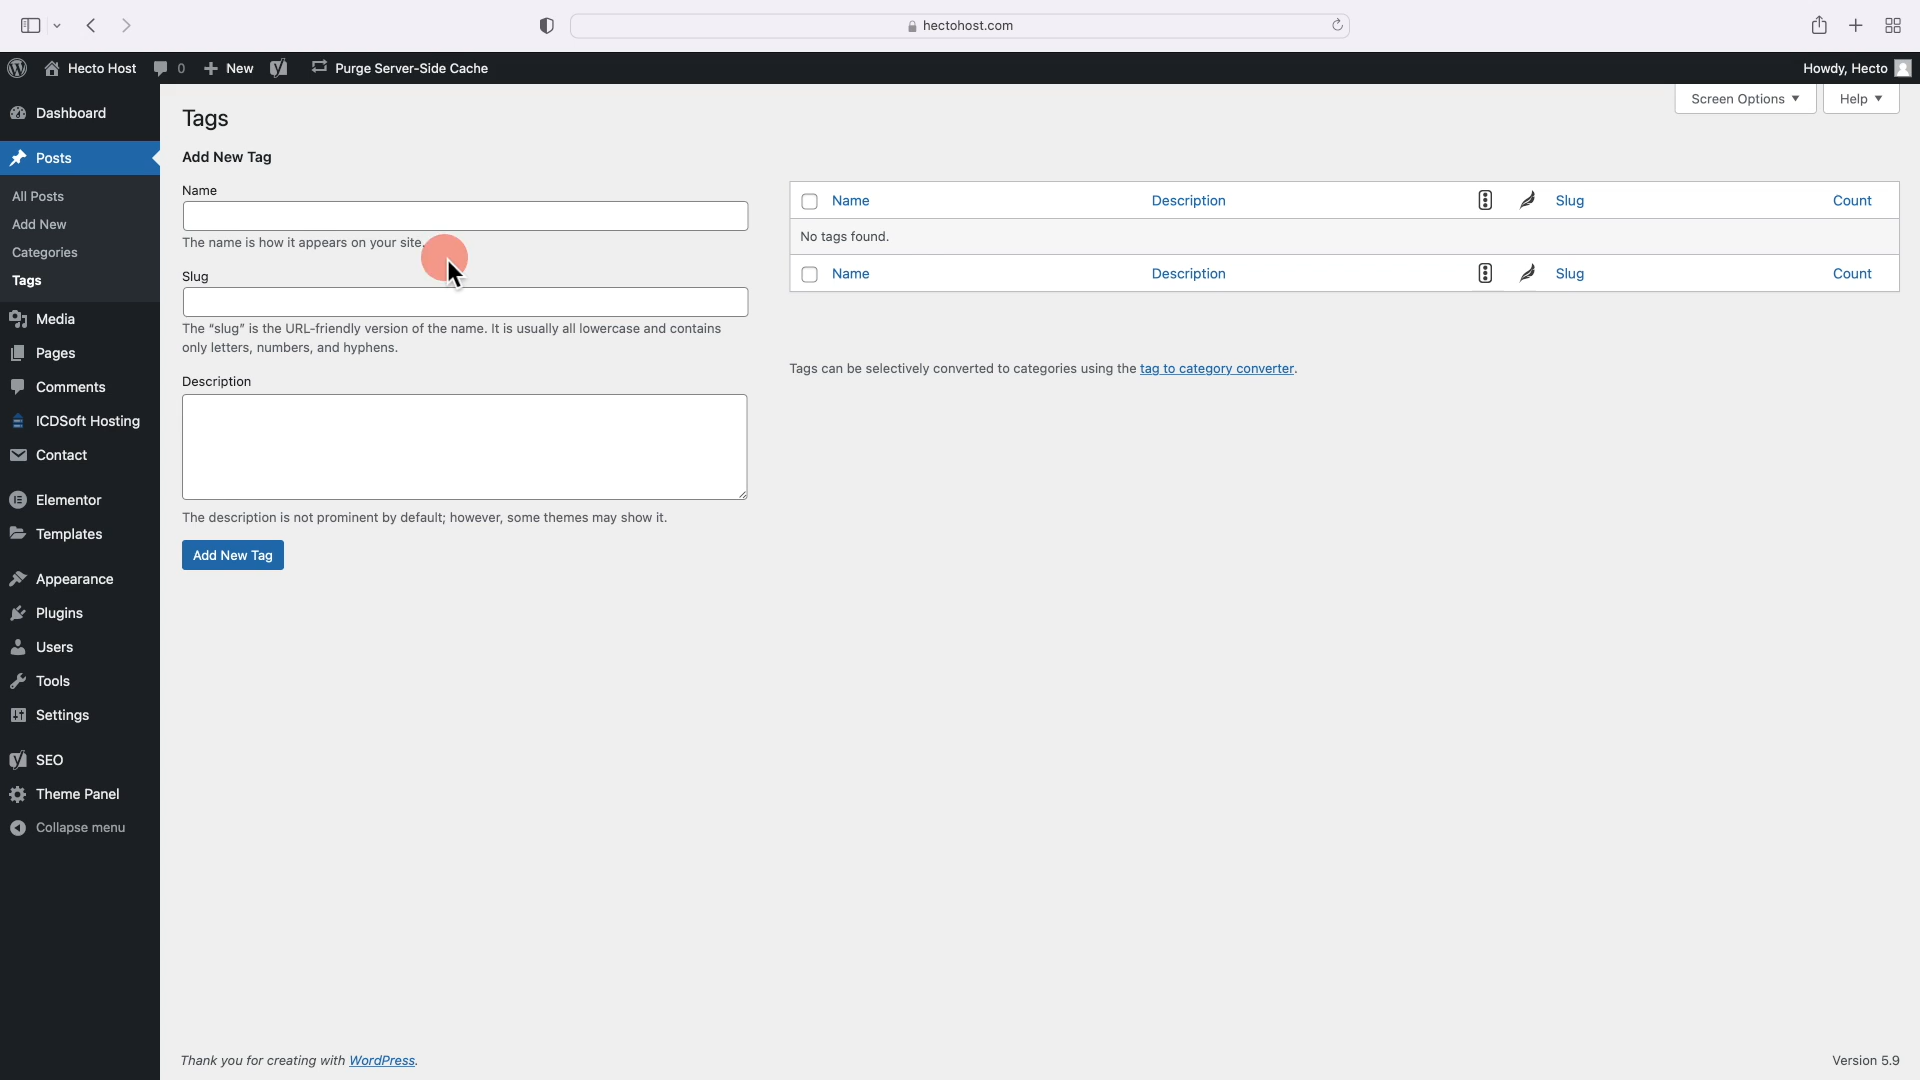 hectohost.com
Hecto Host 0 New Purge Server-Side Cache Howdy, Hecto
Dashboard
Posts
All Posts
Add New
Categories
Tags
Media
Pages
Comments
ICDSoft Hosting
Contact
Elementor
Templates
Appearance
Plugins
Users
Tools
Settings
SEO
Theme Panel
Collapse menu
Screen Options ▼ Help ▼
Tags
Add New Tag
Name
The name is how it appears on your site.
Slug
The “slug” is the URL-friendly version of the name. It is usually all lowercase and contains
only letters, numbers, and hyphens.
Description
The description is not prominent by default; however, some themes may show it.
Add New Tag
Name Description Slug Count
No tags found.
Name Description Slug Count
Tags can be selectively converted to categories using the tag to category converter.
Thank you for creating with WordPress.
Version 5.9